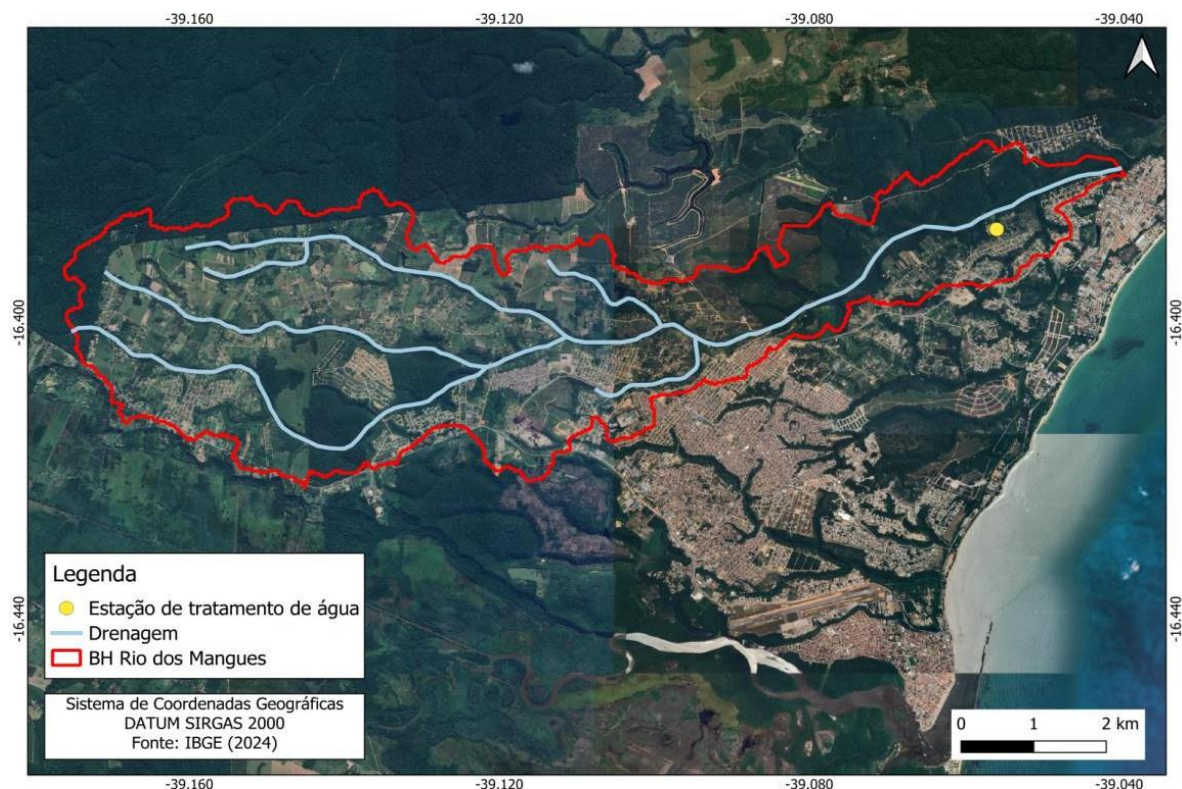 -39.160
-39.120
-39.080
-39.040
-16.400
-16.400
-16.440
-16.440
Legenda
Estação de tratamento de água
Drenagem
BH Rio dos Mangues
Sistema de Coordenadas Geográficas
DATUM SIRGAS 2000
Fonte: IBGE (2024)
0 1 2 km
-39.160
-39.120
-39.080
-39.040